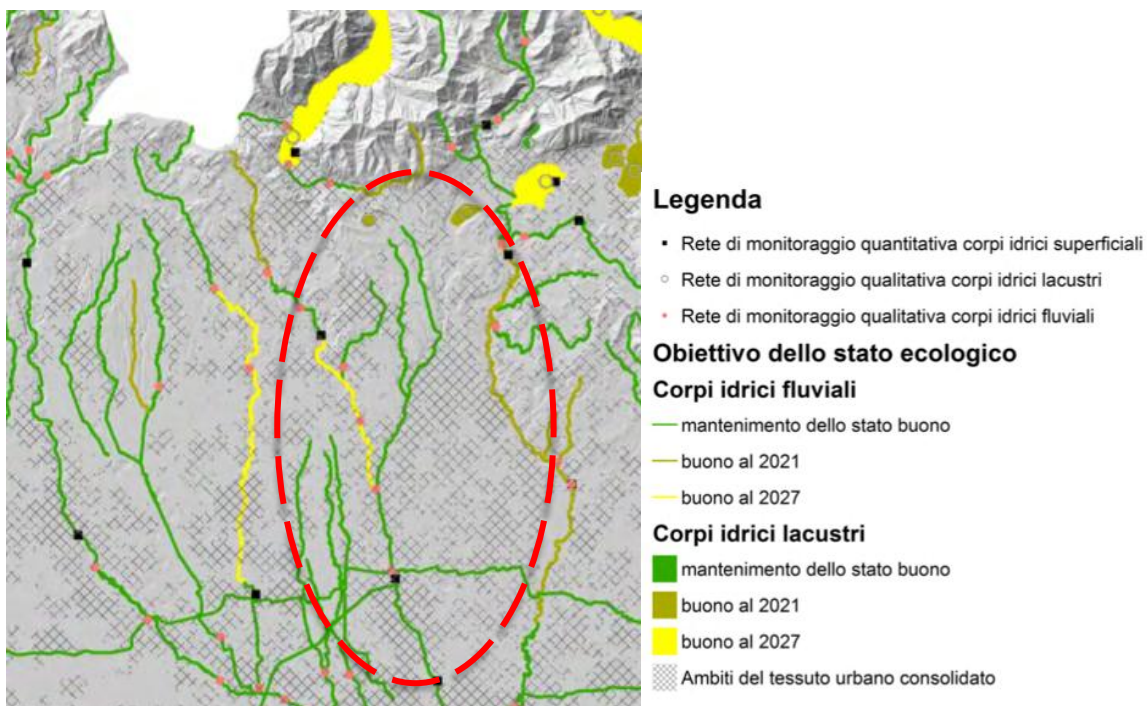 Legenda
Rete di monitoraggio quantitativa corpi idrici superficiali
Rete di monitoraggio qualitativa corpi idrici lacustri
Rete di monitoraggio qualitativa corpi idrici fluviali
Obiettivo dello stato ecologico
Corpi idrici fluviali
mantenimento dello stato buono
buono al 2021
buono al 2027
Corpi idrici lacustri
mantenimento dello stato buono
buono al 2021
buono al 2027
Ambiti del tessuto urbano consolidato